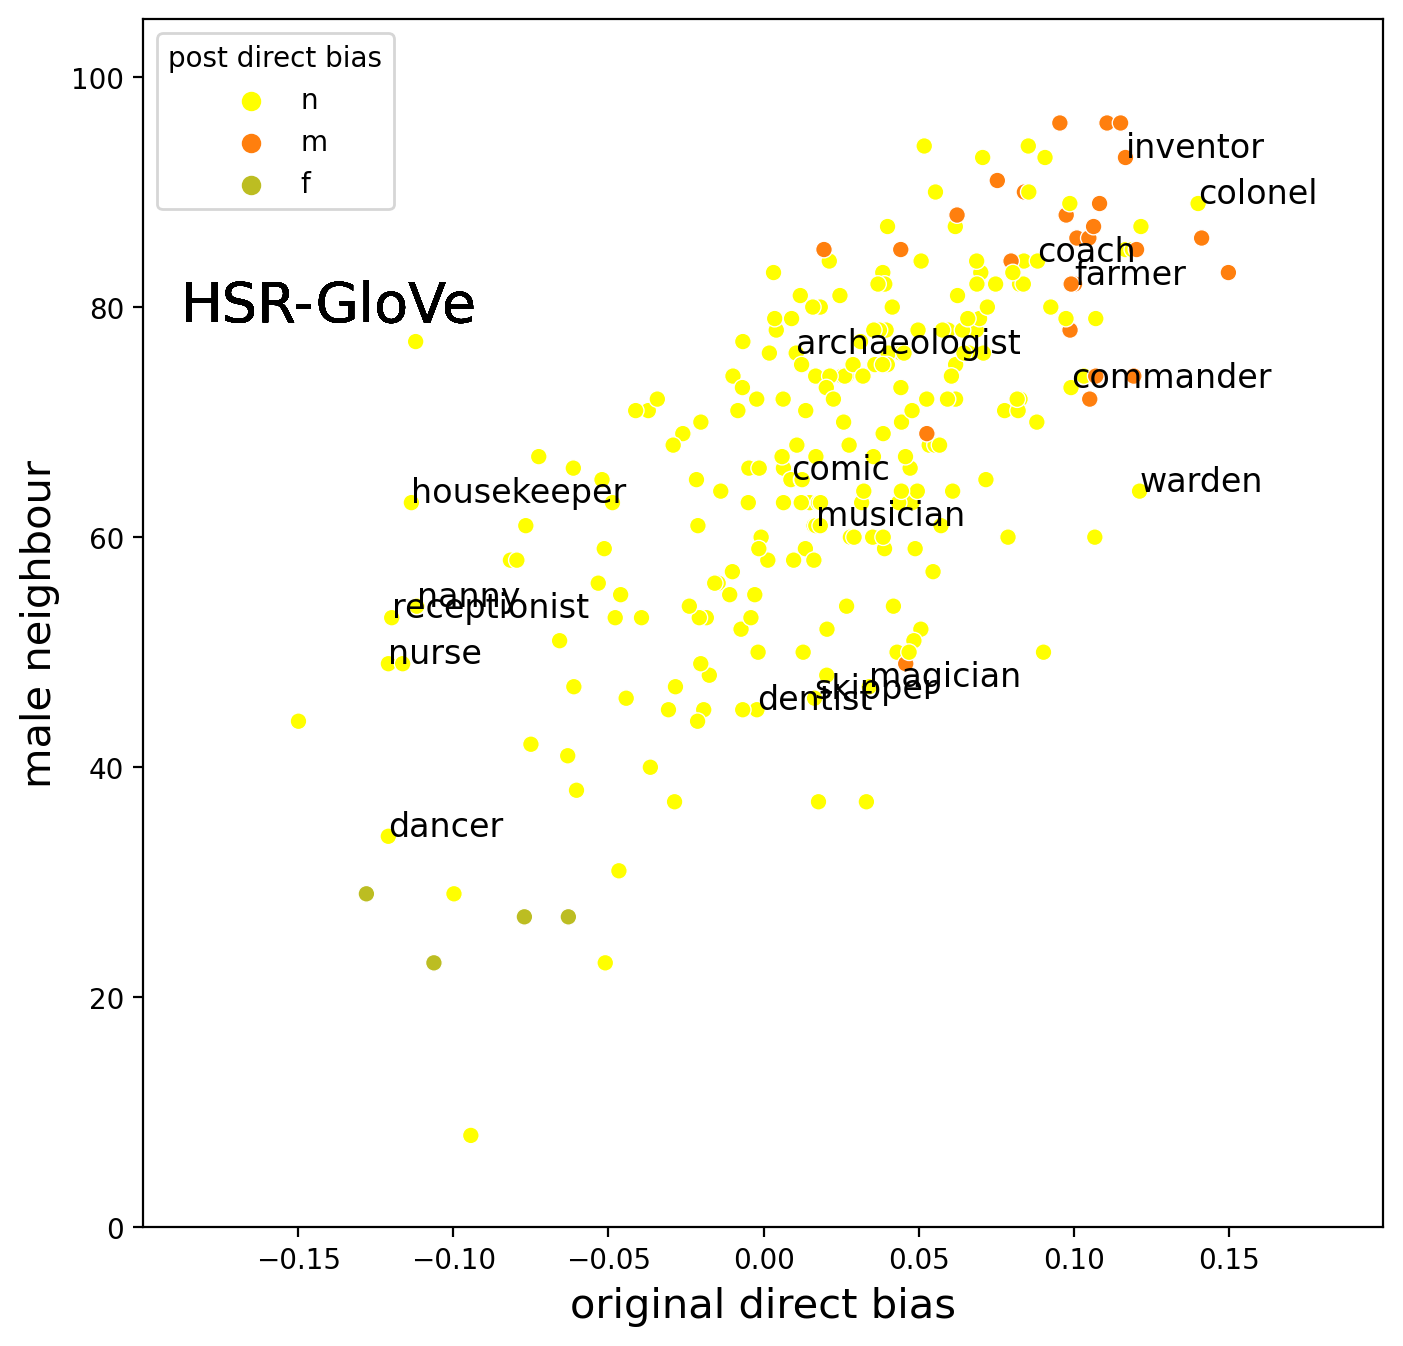 post direct bias
n
m
f
HSR-GloVe
inventor
colonel
coach
farmer
archaeologist
commander
comic
warden
housekeeper
musician
nanny
receptionist
nurse
magician
skipper
dentist
dancer
male neighbour
100
80
60
40
20
0
−0.15
−0.10
−0.05
0.00
0.05
0.10
0.15
original direct bias